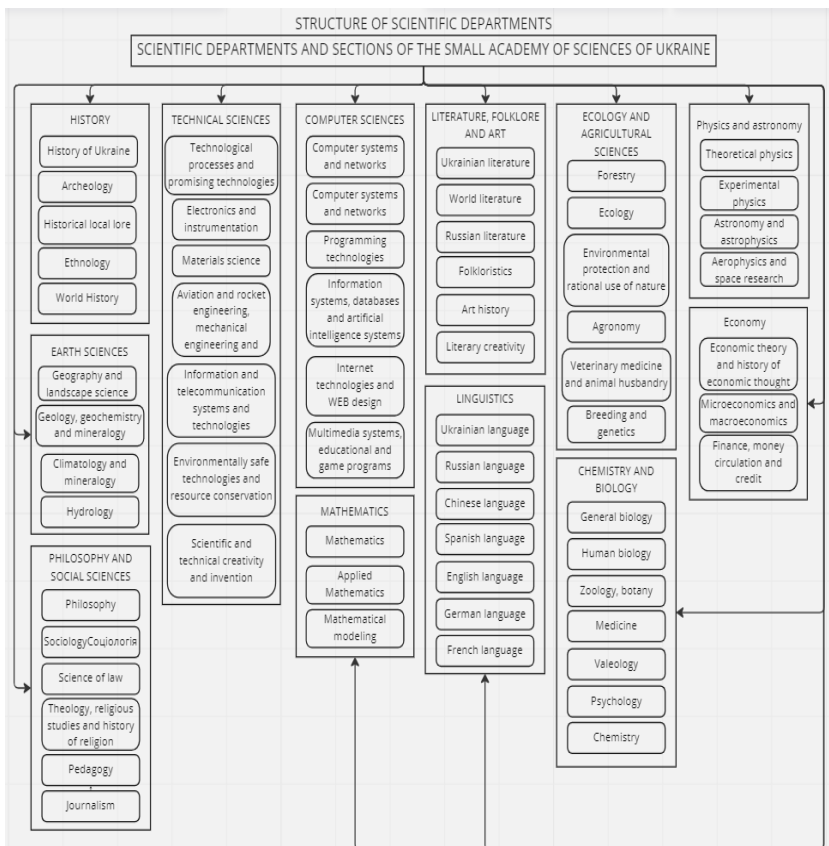 STRUCTURE OF SCIENTIFIC DEPARTMENTS
SCIENTIFIC DEPARTMENTS AND SECTIONS OF THE SMALL ACADEMY OF SCIENCES OF UKRAINE
HISTORY
History of Ukraine
Archeology
Historical local lore
Ethnology
World History
EARTH SCIENCES
Geography and
landscape science
Geology, geochemistry
and mineralogy
Climatology and
mineralogy
Hydrology
PHILOSOPHY AND
SOCIAL SCIENCES
Philosophy
SociologyСоціологія
Science of law
Theology, religious
studies and history
of religion
Pedagogy
Journalism
TECHNICAL SCIENCES
Technological
processes and
promising technologies
Electronics and
instrumentation
Materials science
Aviation and rocket
engineering,
mechanical
engineering and
Information and
telecommunication
systems and
technologies
Environmentally safe
technologies and
resource conservation
Scientific and
technical creativity
and invention
COMPUTER SCIENCES
Computer systems
and networks
Computer systems
and networks
Programming
technologies
Information
systems, databases
and artificial
intelligence systems
Internet
technologies and
WEB design
Multimedia systems,
educational and
game programs
MATHEMATICS
Mathematics
Applied
Mathematics
Mathematical
modeling
LITERATURE, FOLKLORE
AND ART
Ukrainian literature
World literature
Russian literature
Folkloristics
Art history
Literary creativity
LINGUISTICS
Ukrainian language
Russian language
Chinese language
Spanish language
English language
German language
French language
ECOLOGY AND
AGRICULTURAL
SCIENCES
Forestry
Ecology
Environmental
protection and
rational use of nature
Agronomy
Veterinary medicine
and animal husbandry
Breeding and
genetics
CHEMISTRY AND
BIOLOGY
General biology
Human biology
Zoology, botany
Medicine
Valeology
Psychology
Chemistry
Physics and astronomy
Theoretical physics
Experimental
physics
Astronomy and
astrophysics
Aerophysics and
space research
Economy
Economic theory
and history of
economic thought
Microeconomics and
macroeconomics
Finance, money
circulation and
credit